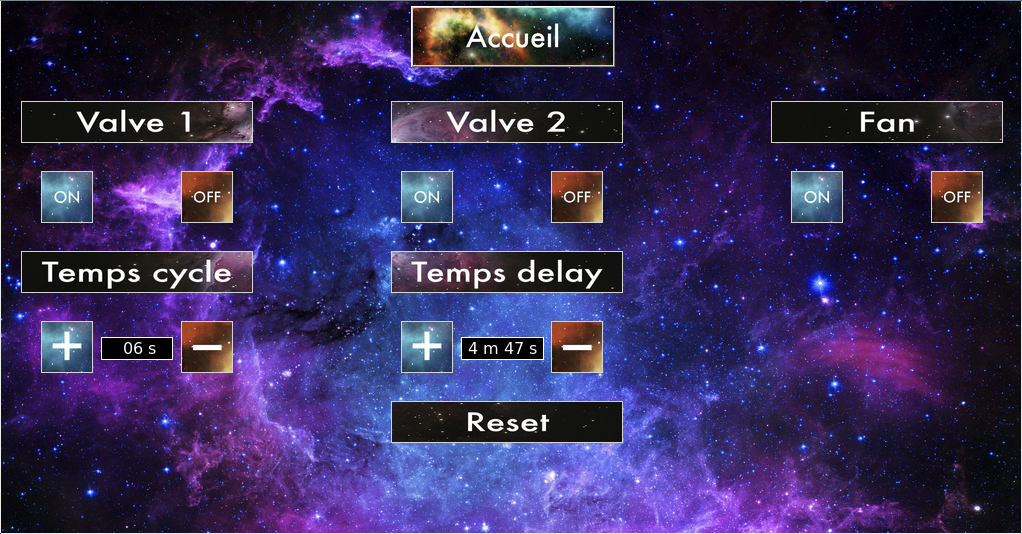 Accueil
Valve 1
Valve 2
Fan
ON
OFF
ON
OFF
ON
OFF
Temps cycle
Temps delay
+
06 s
−
+
4 m 47 s
−
Reset